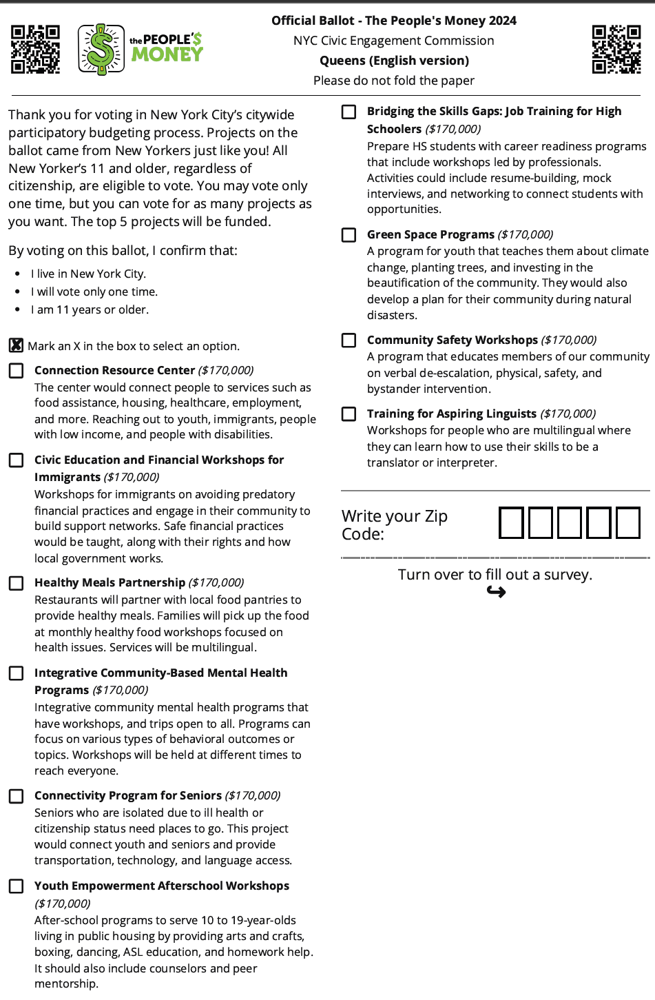 the PEOPLE'S
MONEY
Official Ballot - The People's Money 2024
NYC Civic Engagement Commission
Queens (English version)
Please do not fold the paper
Thank you for voting in New York City’s citywide
participatory budgeting process. Projects on the
ballot came from New Yorkers just like you! All
New Yorker’s 11 and older, regardless of
citizenship, are eligible to vote. You may vote only
one time, but you can vote for as many projects as
you want. The top 5 projects will be funded.
By voting on this ballot, I confirm that:
• I live in New York City.
• I will vote only one time.
• I am 11 years or older.
Mark an X in the box to select an option.
Connection Resource Center ($170,000)
The center would connect people to services such as
food assistance, housing, healthcare, employment,
and more. Reaching out to youth, immigrants, people
with low income, and people with disabilities.
Civic Education and Financial Workshops for
Immigrants ($170,000)
Workshops for immigrants on avoiding predatory
financial practices and engage in their community to
build support networks. Safe financial practices
would be taught, along with their rights and how
local government works.
Healthy Meals Partnership ($170,000)
Restaurants will partner with local food pantries to
provide healthy meals. Families will pick up the food
at monthly healthy food workshops focused on
health issues. Services will be multilingual.
Integrative Community-Based Mental Health
Programs ($170,000)
Integrative community mental health programs that
have workshops, and trips open to all. Programs can
focus on various types of behavioral outcomes or
topics. Workshops will be held at different times to
reach everyone.
Connectivity Program for Seniors ($170,000)
Seniors who are isolated due to ill health or
citizenship status need places to go. This project
would connect youth and seniors and provide
transportation, technology, and language access.
Youth Empowerment Afterschool Workshops
($170,000)
After-school programs to serve 10 to 19-year-olds
living in public housing by providing arts and crafts,
boxing, dancing, ASL education, and homework help.
It should also include counselors and peer
mentorship.
Bridging the Skills Gaps: Job Training for High
Schoolers ($170,000)
Prepare HS students with career readiness programs
that include workshops led by professionals.
Activities could include resume-building, mock
interviews, and networking to connect students with
opportunities.
Green Space Programs ($170,000)
A program for youth that teaches them about climate
change, planting trees, and investing in the
beautification of the community. They would also
develop a plan for their community during natural
disasters.
Community Safety Workshops ($170,000)
A program that educates members of our community
on verbal de-escalation, physical, safety, and
bystander intervention.
Training for Aspiring Linguists ($170,000)
Workshops for people who are multilingual where
they can learn how to use their skills to be a
translator or interpreter.
Write your Zip
Code:
Turn over to fill out a survey.